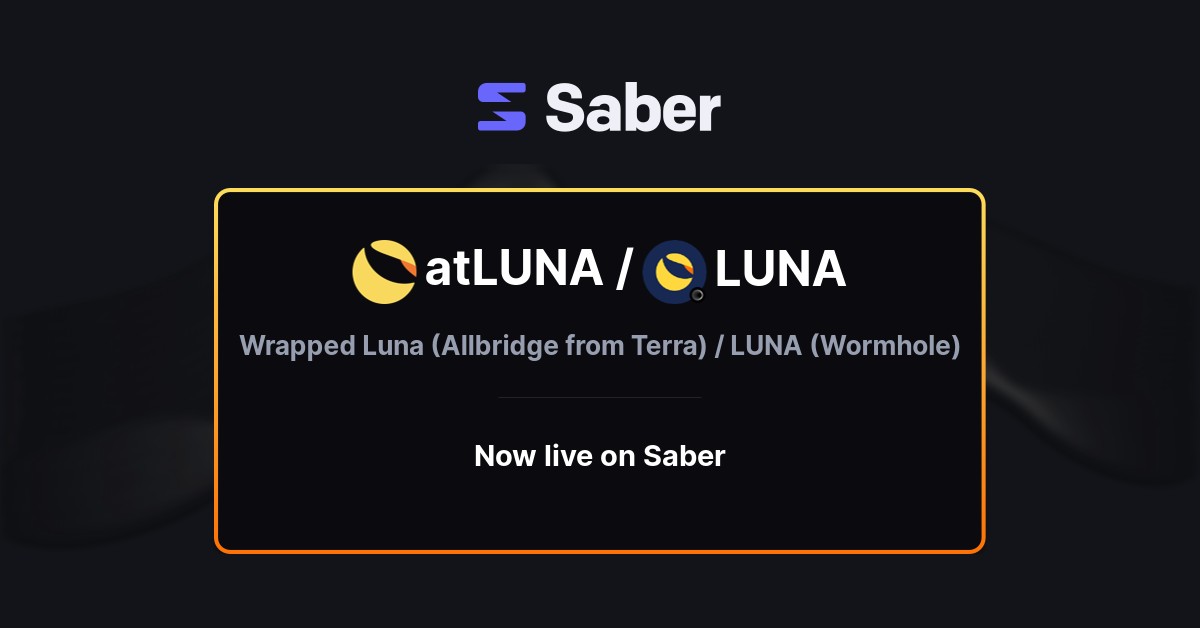 Saber
atLUNA / LUNA
Wrapped Luna (Allbridge from Terra) / LUNA (Wormhole)
Now live on Saber